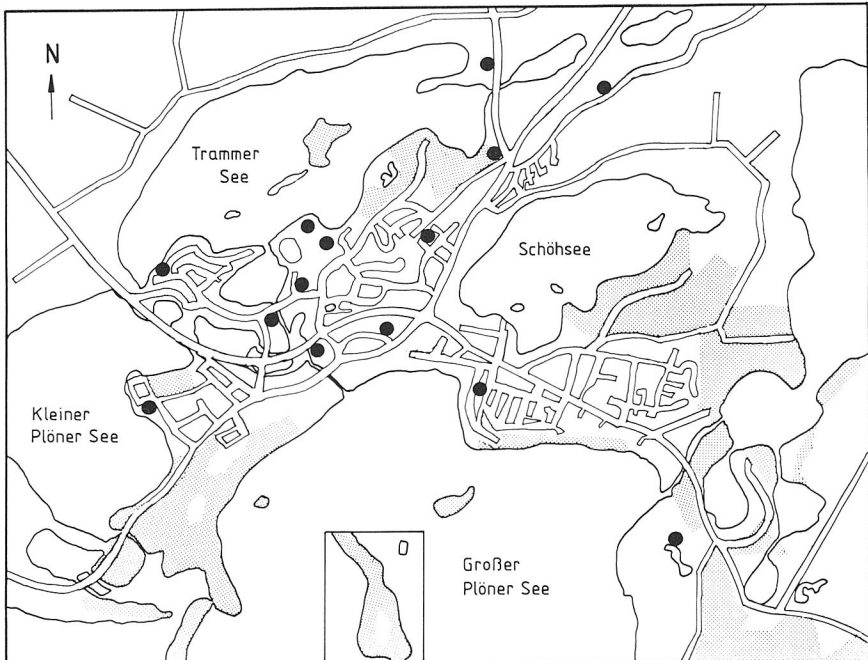 N
Trammer
See
Schöhsee
Kleiner
Plöner See
Großer
Plöner See